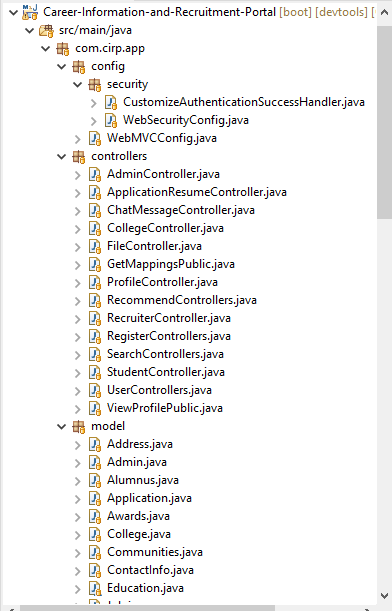 Career-Information-and-Recruitment-Portal [boot] [devtools]
src/main/java
com.cirp.app
config
security
CustomizeAuthenticationSuccessHandler.java
WebSecurityConfig.java
WebMVCConfig.java
controllers
AdminController.java
ApplicationResumeController.java
ChatMessageController.java
CollegeController.java
FileController.java
GetMappingsPublic.java
ProfileController.java
RecommendControllers.java
RecruiterController.java
RegisterControllers.java
SearchControllers.java
StudentController.java
UserControllers.java
ViewProfilePublic.java
model
Address.java
Admin.java
Alumnus.java
Application.java
Awards.java
College.java
Communities.java
ContactInfo.java
Education.java